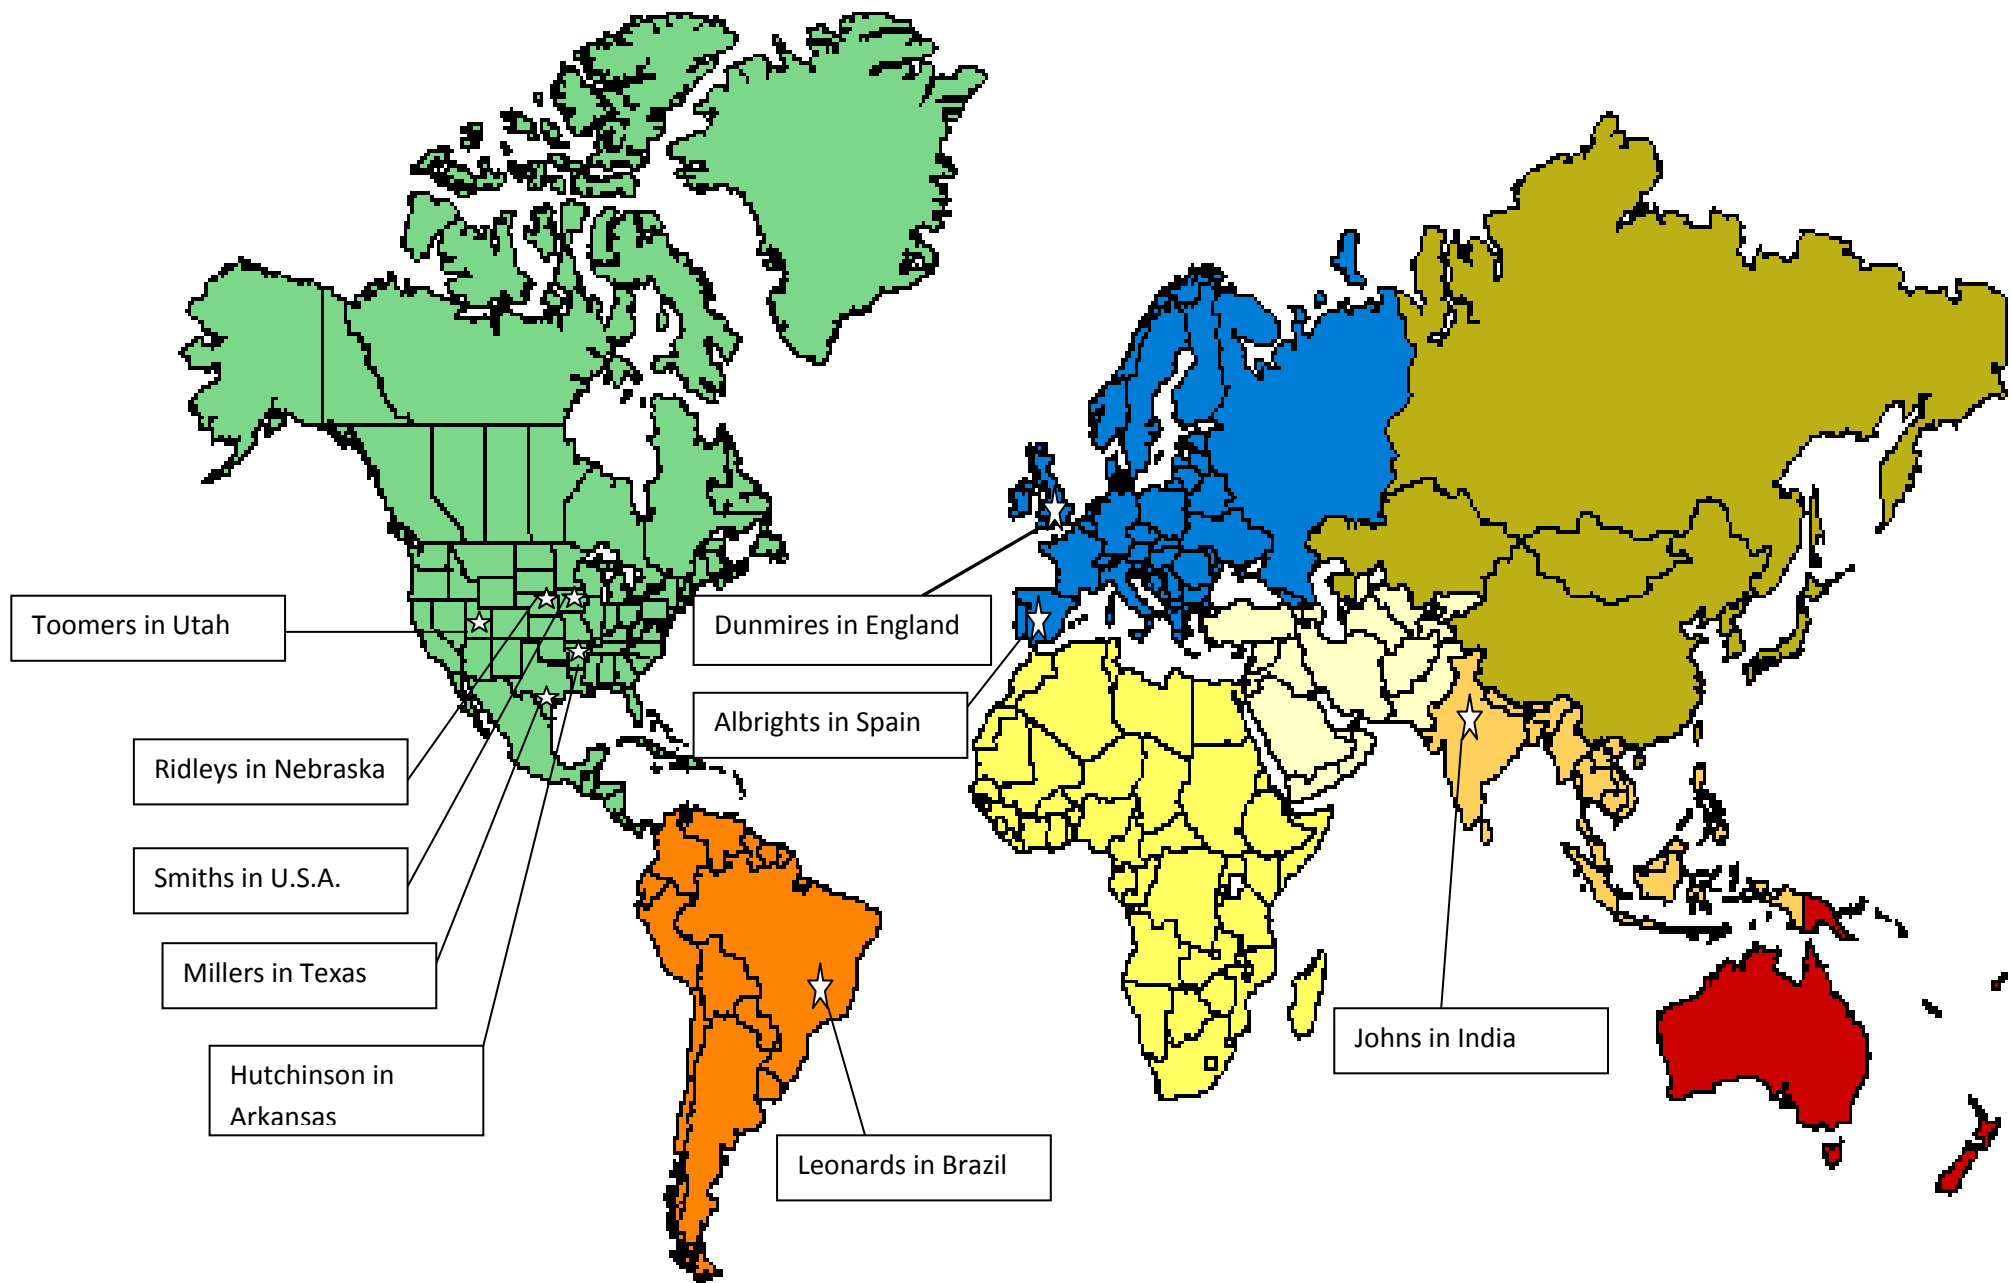 Toomers in Utah
Dunmires in England
Albrights in Spain
Ridleys in Nebraska
Smiths in U.S.A.
Millers in Texas
Johns in India
Hutchinson in
Arkansas
Leonards in Brazil